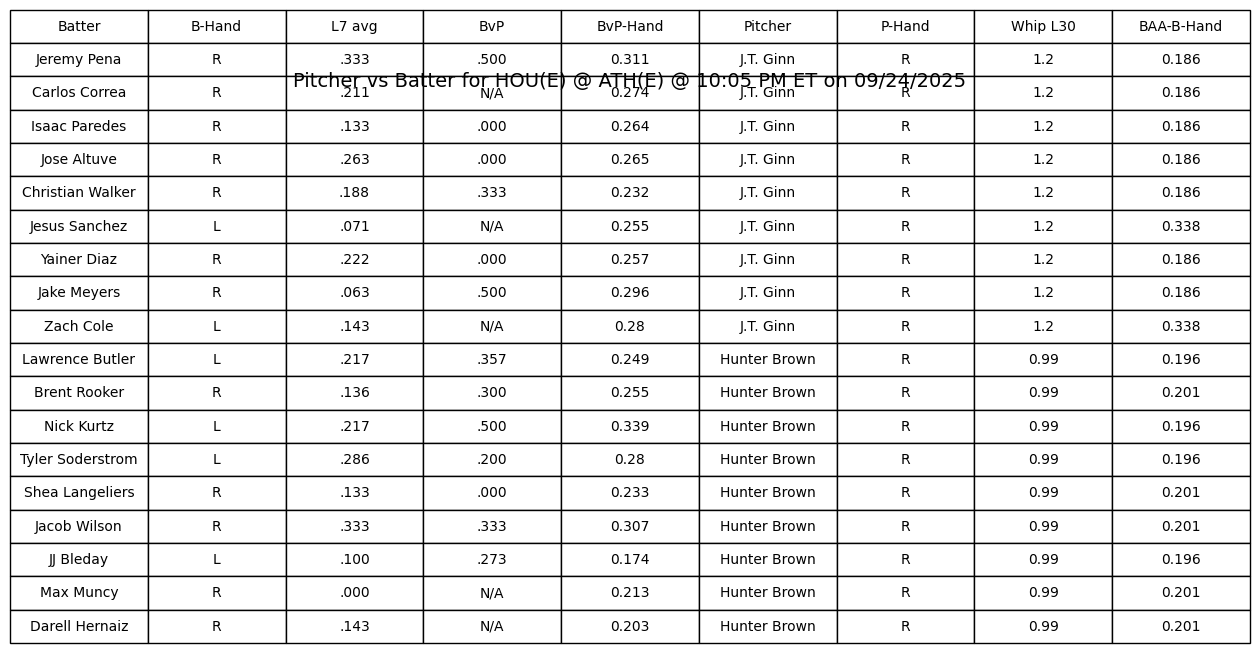 Batter B-Hand L7 avg BvP BvP-Hand Pitcher P-Hand Whip L30 BAA-B-Hand
Jeremy Pena R .333 .500 0.311 J.T. Ginn R 1.2 0.186
Pitcher vs Batter for HOU(E) @ ATH(E) @ 10:05 PM ET on 09/24/2025
Carlos Correa R .211 N/A 0.274 J.T. Ginn R 1.2 0.186
Isaac Paredes R .133 .000 0.264 J.T. Ginn R 1.2 0.186
Jose Altuve R .263 .000 0.265 J.T. Ginn R 1.2 0.186
Christian Walker R .188 .333 0.232 J.T. Ginn R 1.2 0.186
Jesus Sanchez L .071 N/A 0.255 J.T. Ginn R 1.2 0.338
Yainer Diaz R .222 .000 0.257 J.T. Ginn R 1.2 0.186
Jake Meyers R .063 .500 0.296 J.T. Ginn R 1.2 0.186
Zach Cole L .143 N/A 0.28 J.T. Ginn R 1.2 0.338
Lawrence Butler L .217 .357 0.249 Hunter Brown R 0.99 0.196
Brent Rooker R .136 .300 0.255 Hunter Brown R 0.99 0.201
Nick Kurtz L .217 .500 0.339 Hunter Brown R 0.99 0.196
Tyler Soderstrom L .286 .200 0.28 Hunter Brown R 0.99 0.196
Shea Langeliers R .133 .000 0.233 Hunter Brown R 0.99 0.201
Jacob Wilson R .333 .333 0.307 Hunter Brown R 0.99 0.201
JJ Bleday L .100 .273 0.174 Hunter Brown R 0.99 0.196
Max Muncy R .000 N/A 0.213 Hunter Brown R 0.99 0.201
Darell Hernaiz R .143 N/A 0.203 Hunter Brown R 0.99 0.201